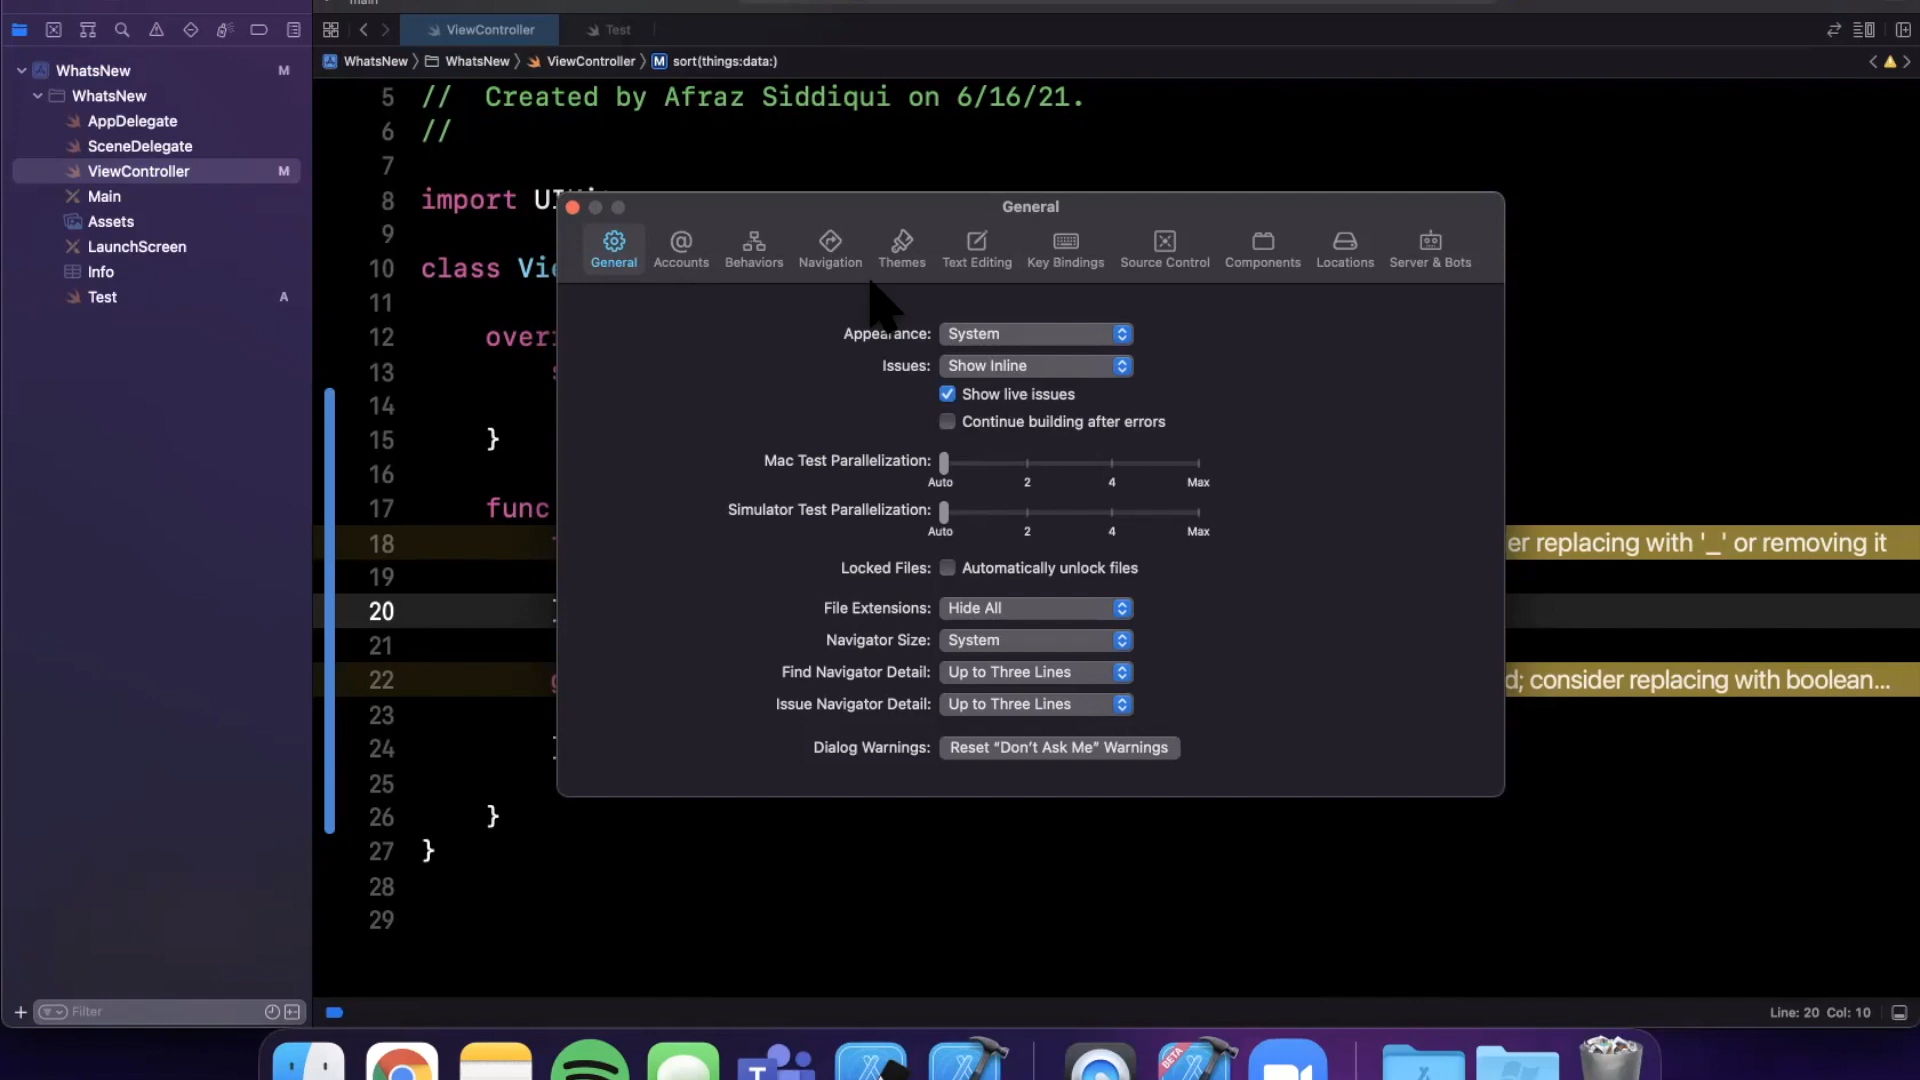 main
ViewController
Test
WhatsNew
M
WhatsNew
WhatsNew
ViewController
M
sort(things:data:)
WhatsNew
AppDelegate
SceneDelegate
ViewController
M
Main
Assets
LaunchScreen
Info
Test
A
5 // Created by Afraz Siddiqui on 6/16/21.
6 //
7
8 import
9
10 class
11
12
13
14
15 }
16
17 func
18
er replacing with '_' or removing it
19
20
21
22
d; consider replacing with boolean...
23
24
25
26 }
27 }
28
29
General
General
Accounts
Behaviors
Navigation
Themes
Text Editing
Key Bindings
Source Control
Components
Locations
Server & Bots
Appearance: System
Issues: Show Inline
Show live issues
Continue building after errors
Mac Test Parallelization:
Auto 2 4 Max
Simulator Test Parallelization:
Auto 2 4 Max
Locked Files: Automatically unlock files
File Extensions: Hide All
Navigator Size: System
Find Navigator Detail: Up to Three Lines
Issue Navigator Detail: Up to Three Lines
Dialog Warnings: Reset “Don’t Ask Me” Warnings
Filter
Line: 20 Col: 10
BETA
T